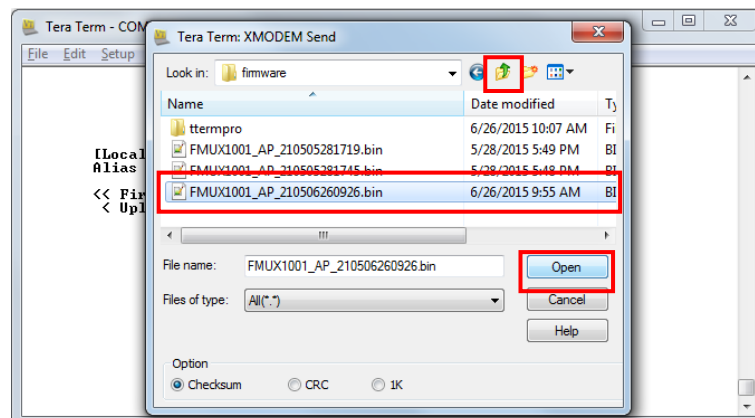 Tera Term - COM
Tera Term: XMODEM Send
File Edit Setup
Look in: firmware
Name Date modified Ty
ttermpro 6/26/2015 10:07 AM Fi
FMUX1001_AP_210505281719.bin 5/28/2015 5:49 PM BI
FMUX1001_AP_210505281745.bin 5/28/2015 5:48 PM BI
FMUX1001_AP_210506260926.bin 6/26/2015 9:55 AM BI
[Local
Alias
<< Fir
< Upl
File name: FMUX1001_AP_210506260926.bin Open
Files of type: All(*.*) Cancel
Help
Option
Checksum CRC 1K